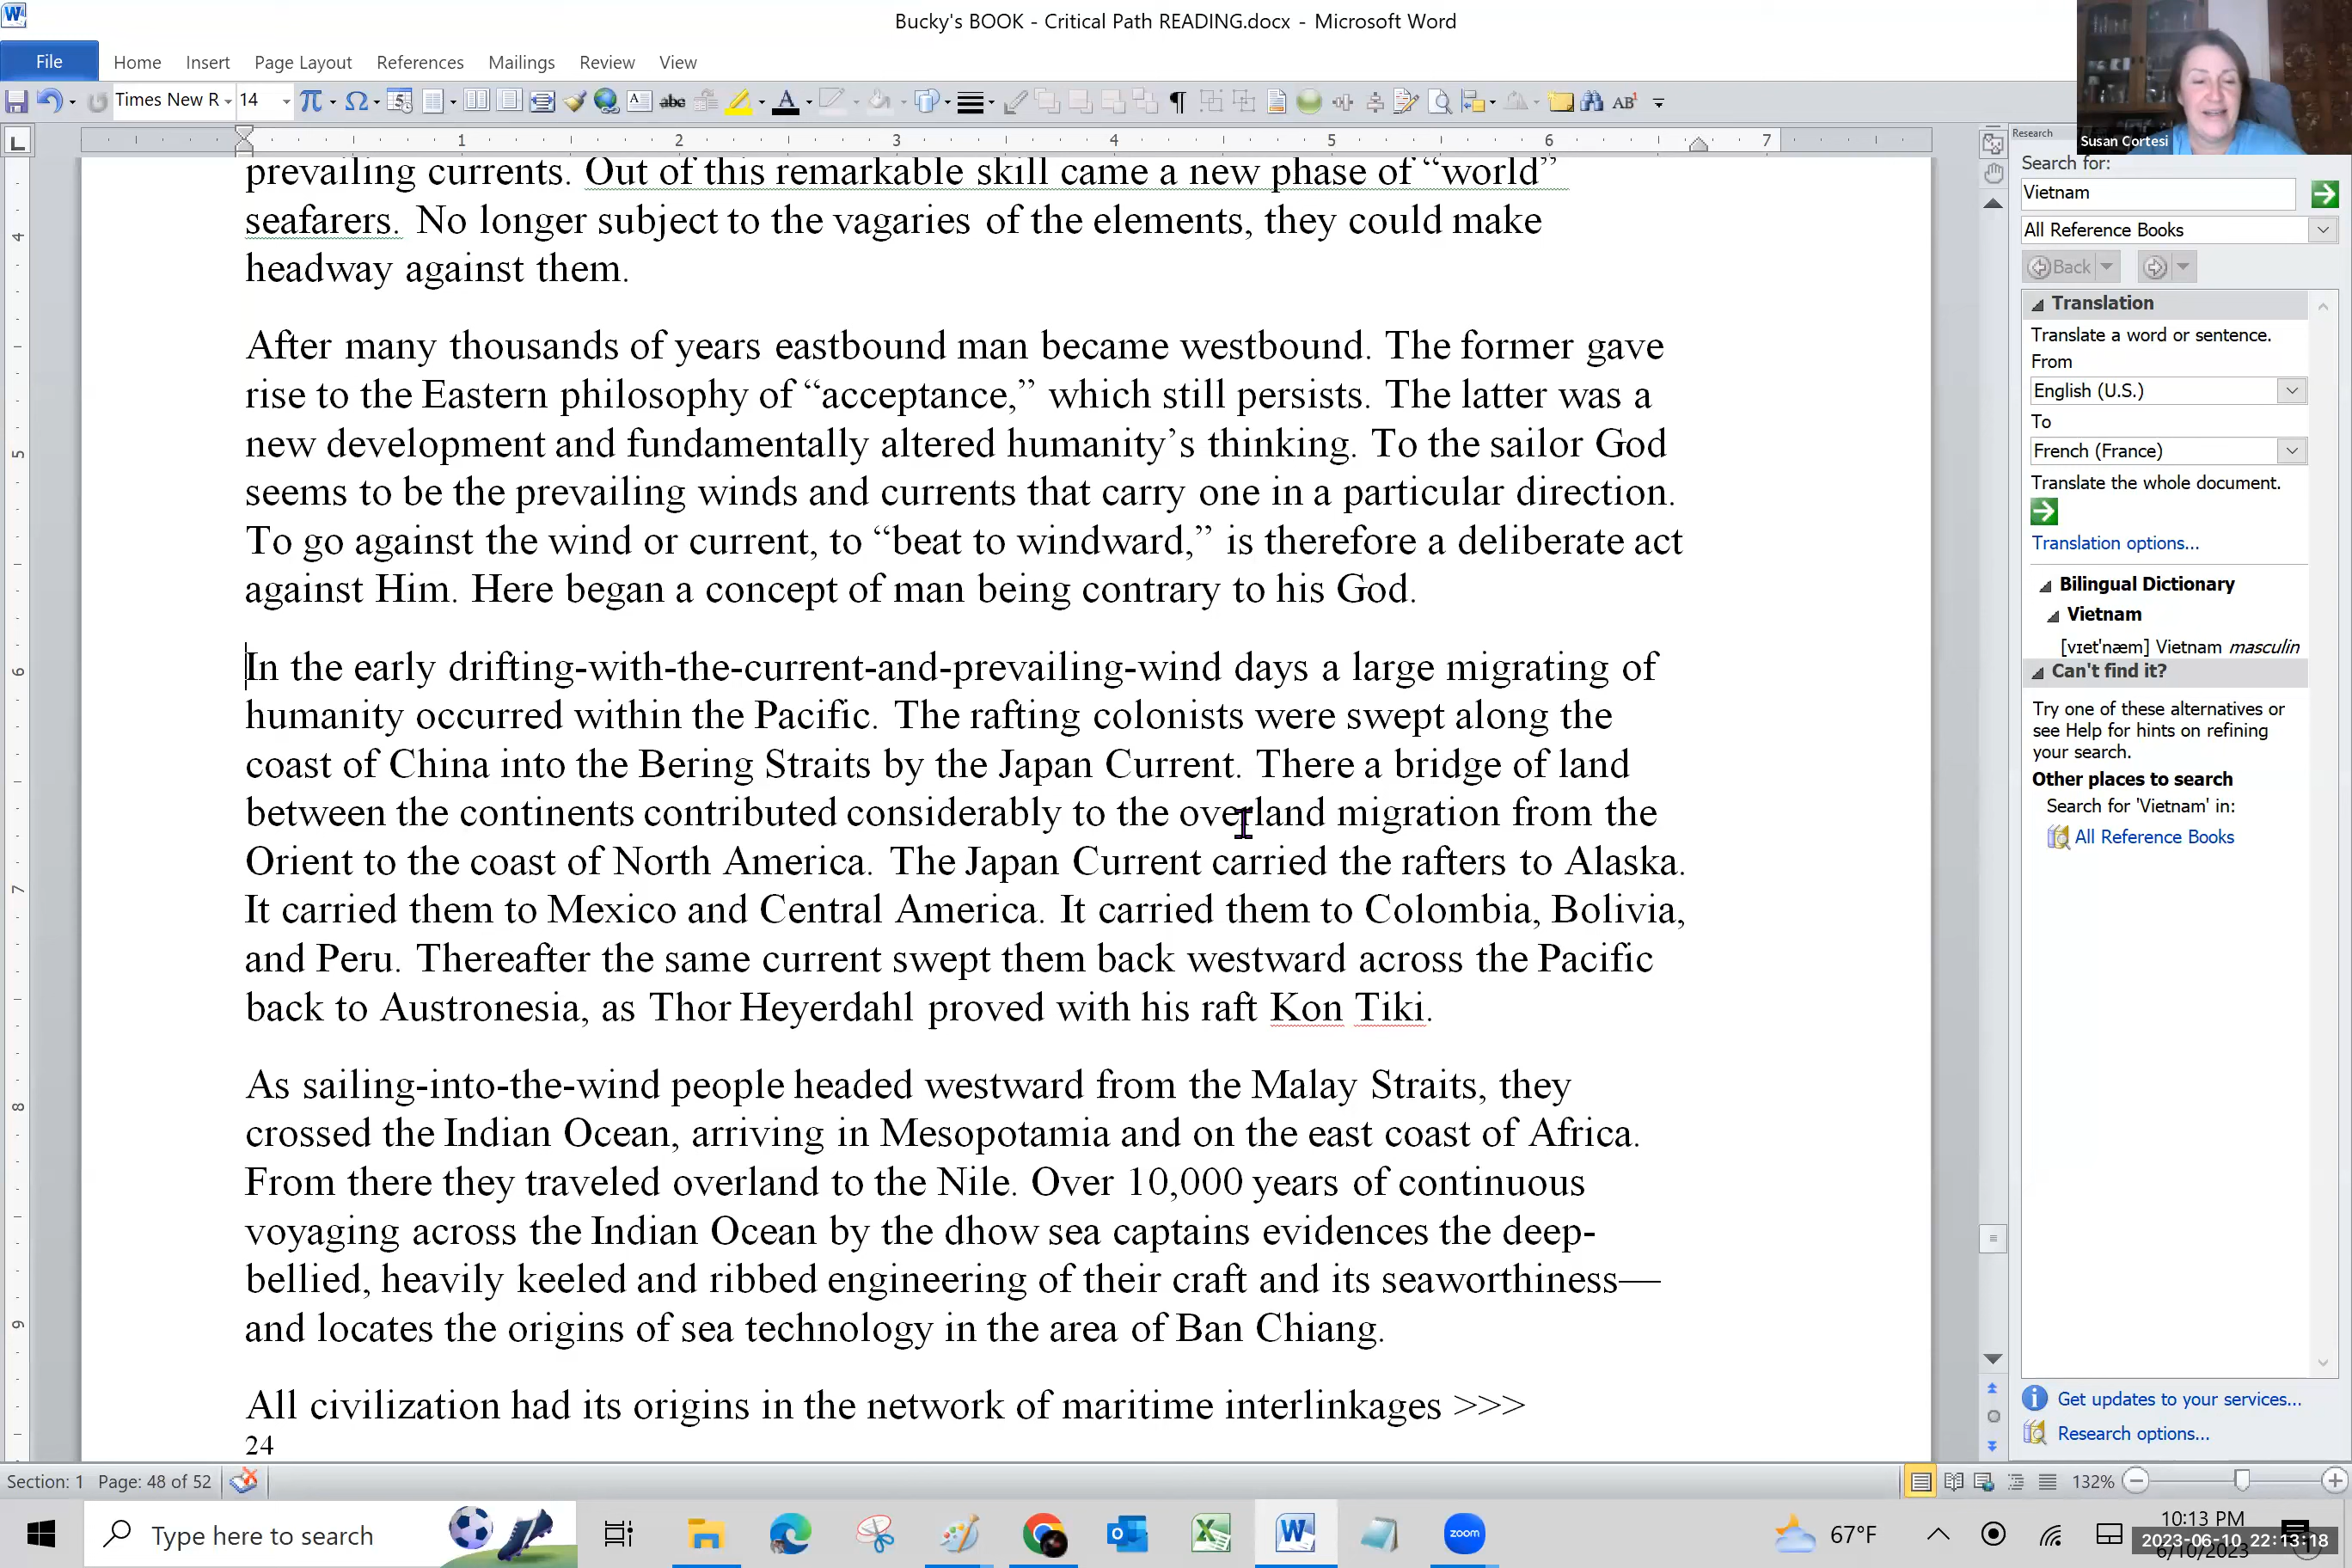 Bucky's BOOK - Critical Path READING.docx - Microsoft Word
File Home Insert Page Layout References Mailings Review View
Times New R 14
Susan Cortesi
1 2 3 4 5 6 7
prevailing currents. Out of this remarkable skill came a new phase of “world”
seafarers. No longer subject to the vagaries of the elements, they could make
headway against them.
After many thousands of years eastbound man became westbound. The former gave
rise to the Eastern philosophy of “acceptance,” which still persists. The latter was a
new development and fundamentally altered humanity’s thinking. To the sailor God
seems to be the prevailing winds and currents that carry one in a particular direction.
To go against the wind or current, to “beat to windward,” is therefore a deliberate act
against Him. Here began a concept of man being contrary to his God.
In the early drifting-with-the-current-and-prevailing-wind days a large migrating of
humanity occurred within the Pacific. The rafting colonists were swept along the
coast of China into the Bering Straits by the Japan Current. There a bridge of land
between the continents contributed considerably to the overland migration from the
Orient to the coast of North America. The Japan Current carried the rafters to Alaska.
It carried them to Mexico and Central America. It carried them to Colombia, Bolivia,
and Peru. Thereafter the same current swept them back westward across the Pacific
back to Austronesia, as Thor Heyerdahl proved with his raft Kon Tiki.
As sailing-into-the-wind people headed westward from the Malay Straits, they
crossed the Indian Ocean, arriving in Mesopotamia and on the east coast of Africa.
From there they traveled overland to the Nile. Over 10,000 years of continuous
voyaging across the Indian Ocean by the dhow sea captains evidences the deep-
bellied, heavily keeled and ribbed engineering of their craft and its seaworthiness—
and locates the origins of sea technology in the area of Ban Chiang.
All civilization had its origins in the network of maritime interlinkages >>>
24
4
5
6
7
8
9
Research
Search for:
Vietnam
All Reference Books
Back
Translation
Translate a word or sentence.
From
English (U.S.)
To
French (France)
Translate the whole document.
Translation options...
Bilingual Dictionary
Vietnam
[vɪet'næm] Vietnam masculin
Can't find it?
Try one of these alternatives or
see Help for hints on refining
your search.
Other places to search
Search for 'Vietnam' in:
All Reference Books
Get updates to your services...
Research options...
Section: 1 Page: 48 of 52 132%
Type here to search
zoom
67°F
10:13 PM
2023-06-10_22:13:18
6/10/2023